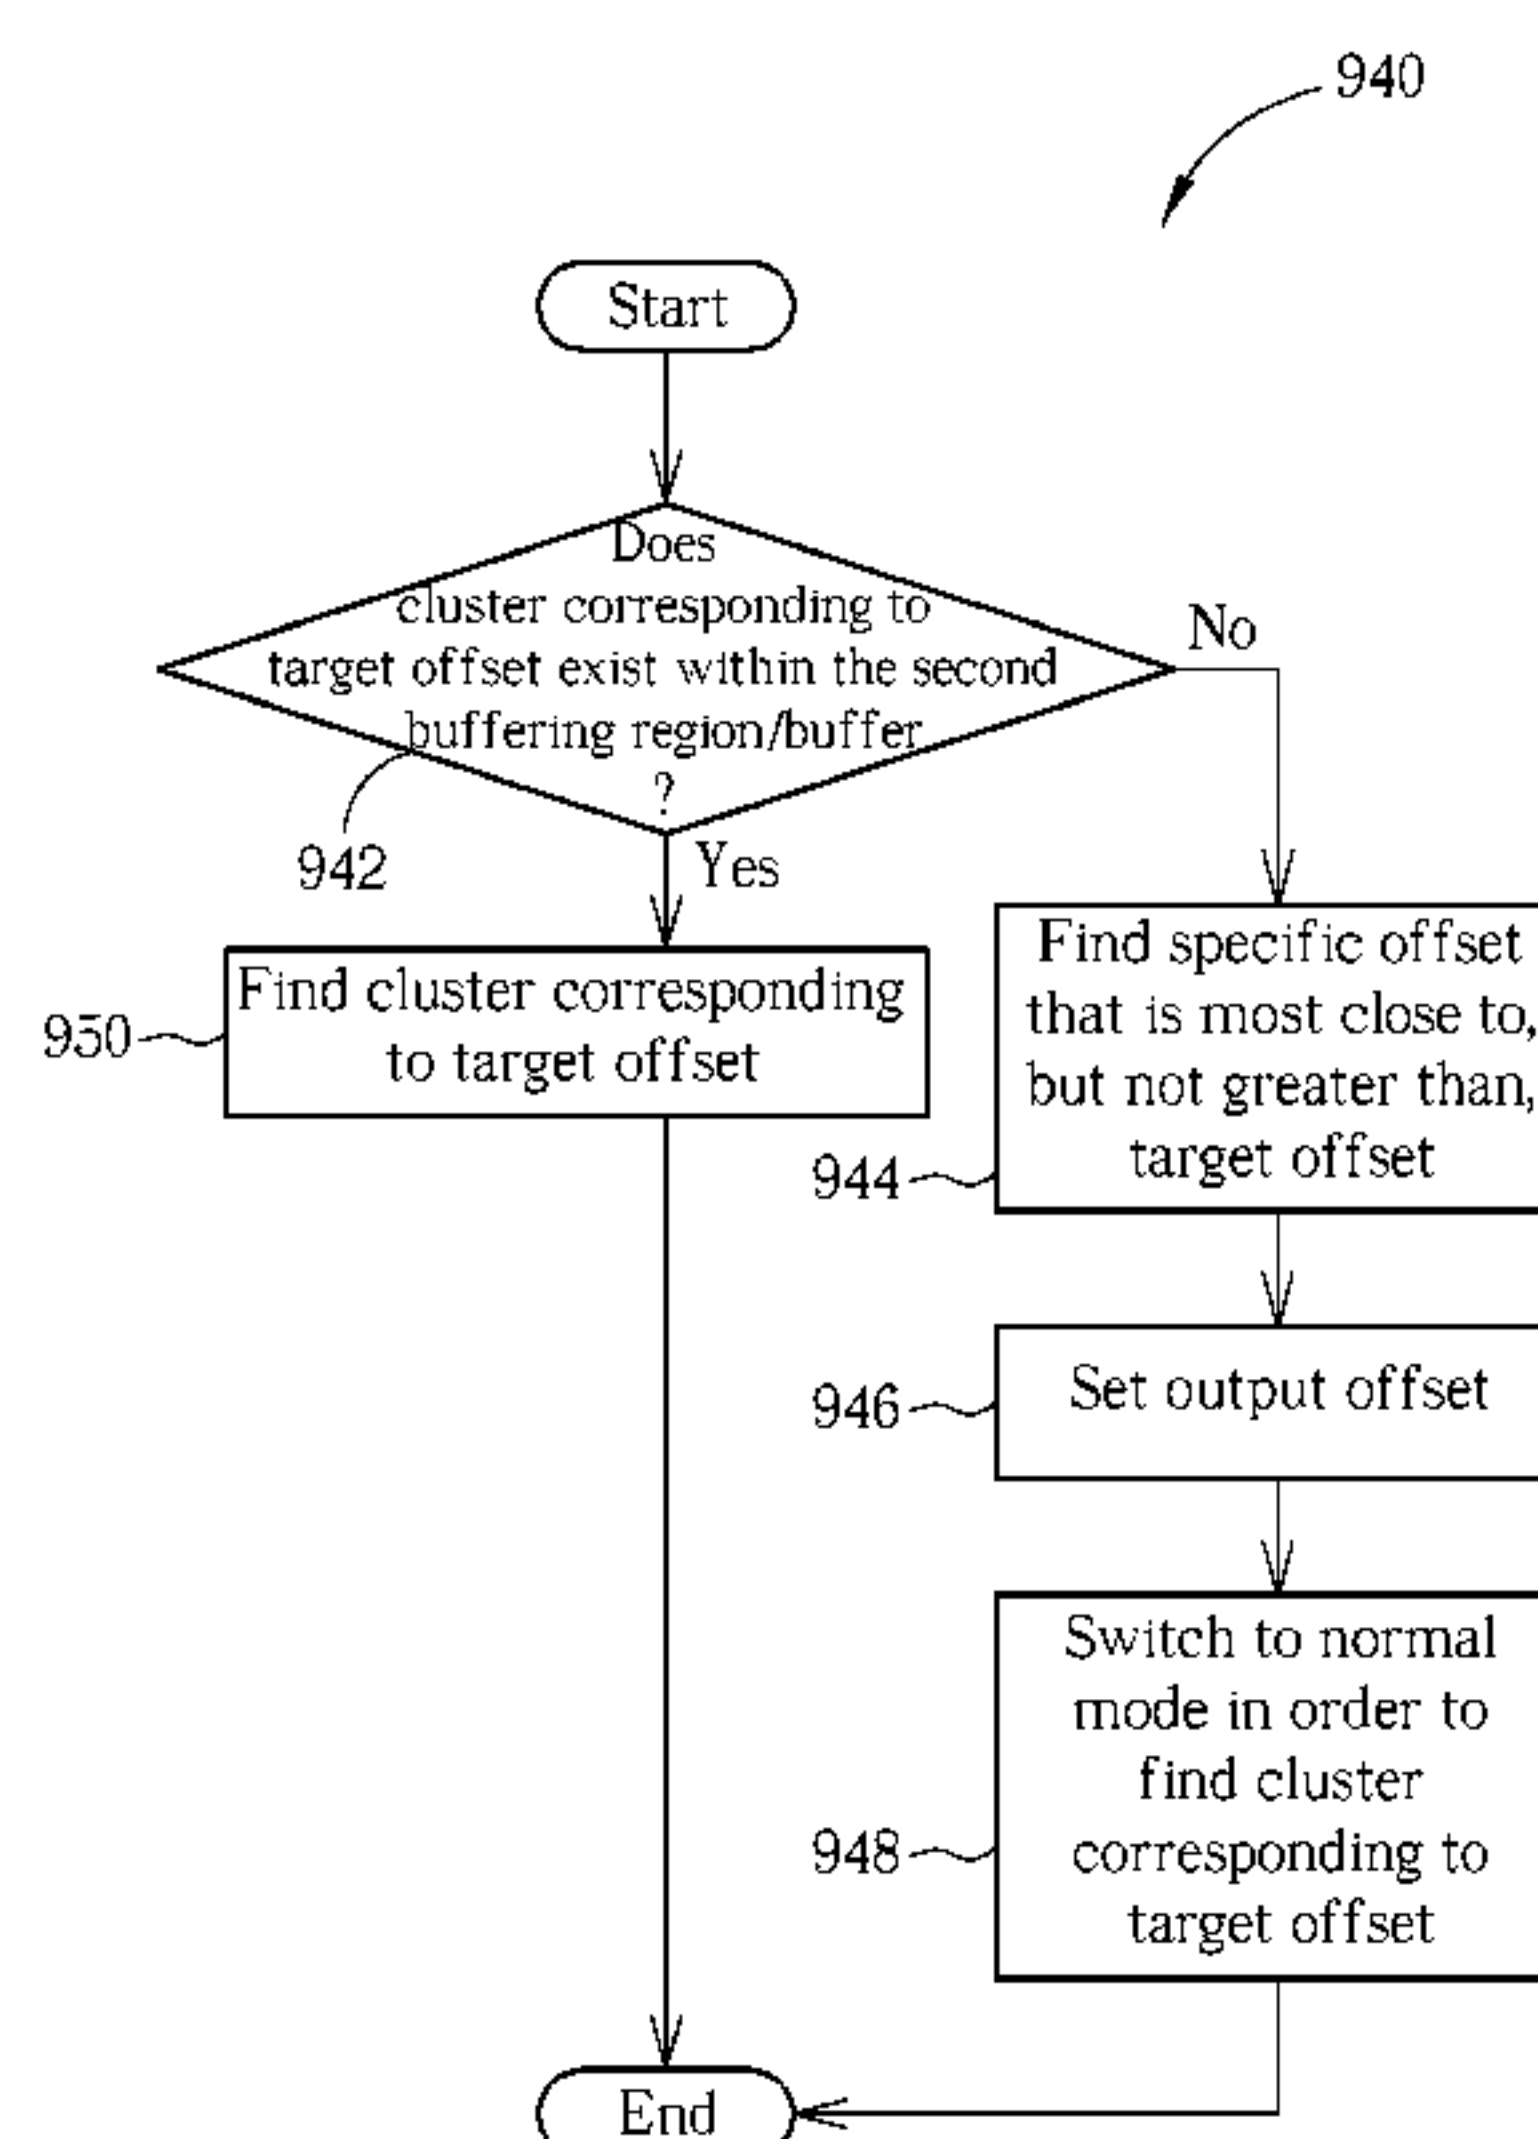 940
Start
Does
cluster corresponding to
target offset exist within the second
buffering region/buffer
?
No
942
Yes
950
Find cluster corresponding
to target offset
Find specific offset
that is most close to,
but not greater than,
target offset
944
Set output offset
946
Switch to normal
mode in order to
find cluster
corresponding to
target offset
948
End